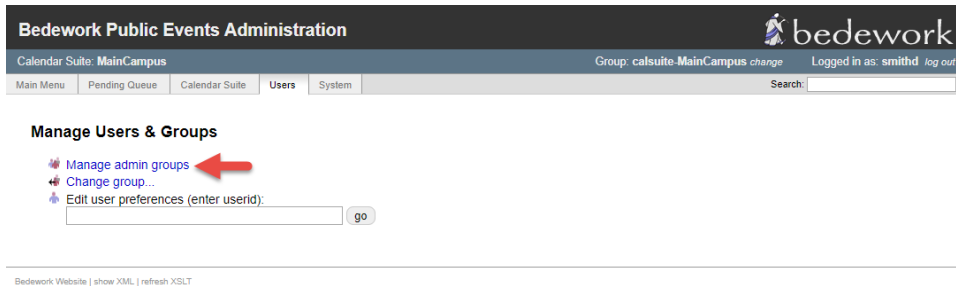 Bedework Public Events Administration
bedework
Calendar Suite: MainCampus
Group: calsuite-MainCampus change
Logged in as: smithd log out
Main Menu
Pending Queue
Calendar Suite
Users
System
Search:
Manage Users & Groups
Manage admin groups
Change group...
Edit user preferences (enter userid):
go
Bedework Website | show XML | refresh XSLT